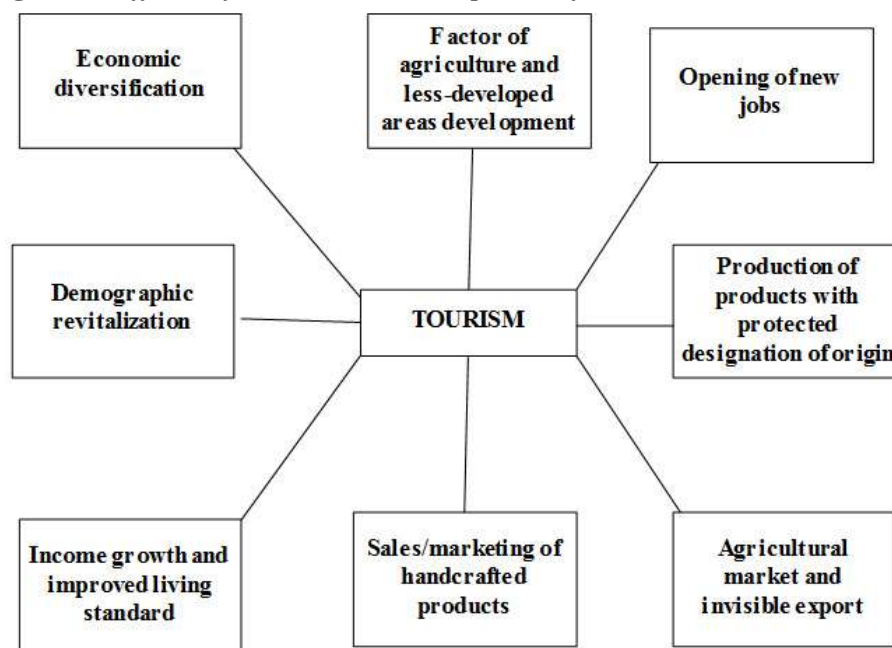 Economic
diversification
Factor of
agriculture and
less-developed
areas development
Opening of new
jobs
Demographic
revitalization
TOURISM
Production of
products with
protected
designation of origin
Income growth and
improved living
standard
Sales/marketing of
handcrafted
products
Agricultural
market and
invisible export